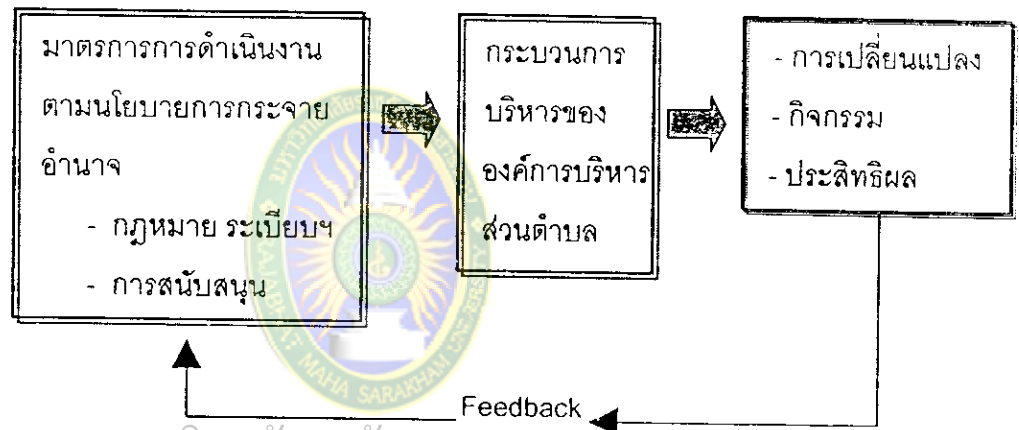 มาตรการการดำเนินงาน
ตามนโยบายการกระจาย
อำนาจ
- กฎหมาย ระเบียบฯ
- การสนับสนุน
กระบวนการ
บริหารของ
องค์การบริหาร
ส่วนตำบล
- การเปลี่ยนแปลง
- กิจกรรม
- ประสิทธิผล
Feedback
MAHA SARAKHAM